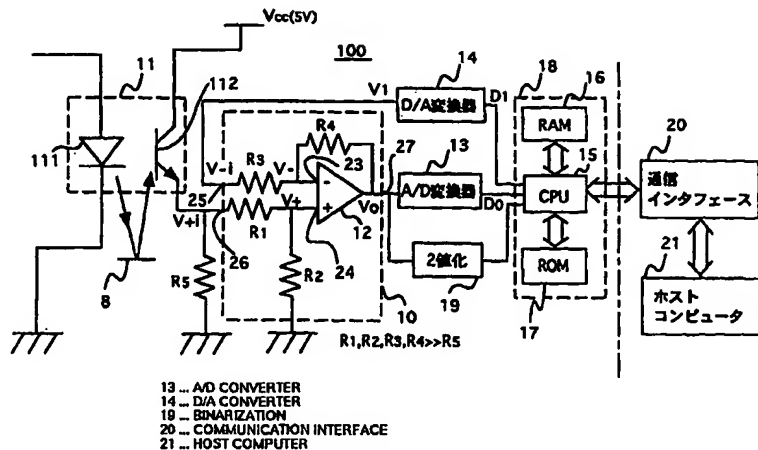 Vcc(5V)
100
11
112
14
18
16
V1
D/A変換器
D1
RAM
20
111
R4
13
15
V-i
R3
V-
23
27
-
A/D変換器
CPU
通信
インタフェース
25
V+
+
Vo
D0
V+i
R1
12
26
24
21
8
2値化
ROM
ホスト
コンピュータ
R5
R2
19
17
10
R1,R2,R3,R4>>R5
13 ... A/D CONVERTER
14 ... D/A CONVERTER
19 ... BINARIZATION
20 ... COMMUNICATION INTERFACE
21 ... HOST COMPUTER